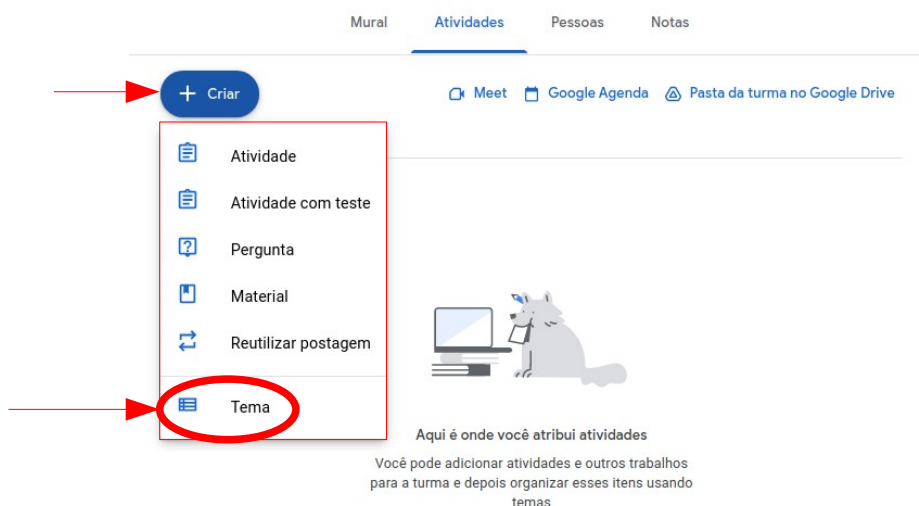 Mural Atividades Pessoas Notas
+ Criar
Meet Google Agenda Pasta da turma no Google Drive
Atividade
Atividade com teste
Pergunta
Material
Reutilizar postagem
Tema
Aqui é onde você atribui atividades
Você pode adicionar atividades e outros trabalhos
para a turma e depois organizar esses itens usando
temas